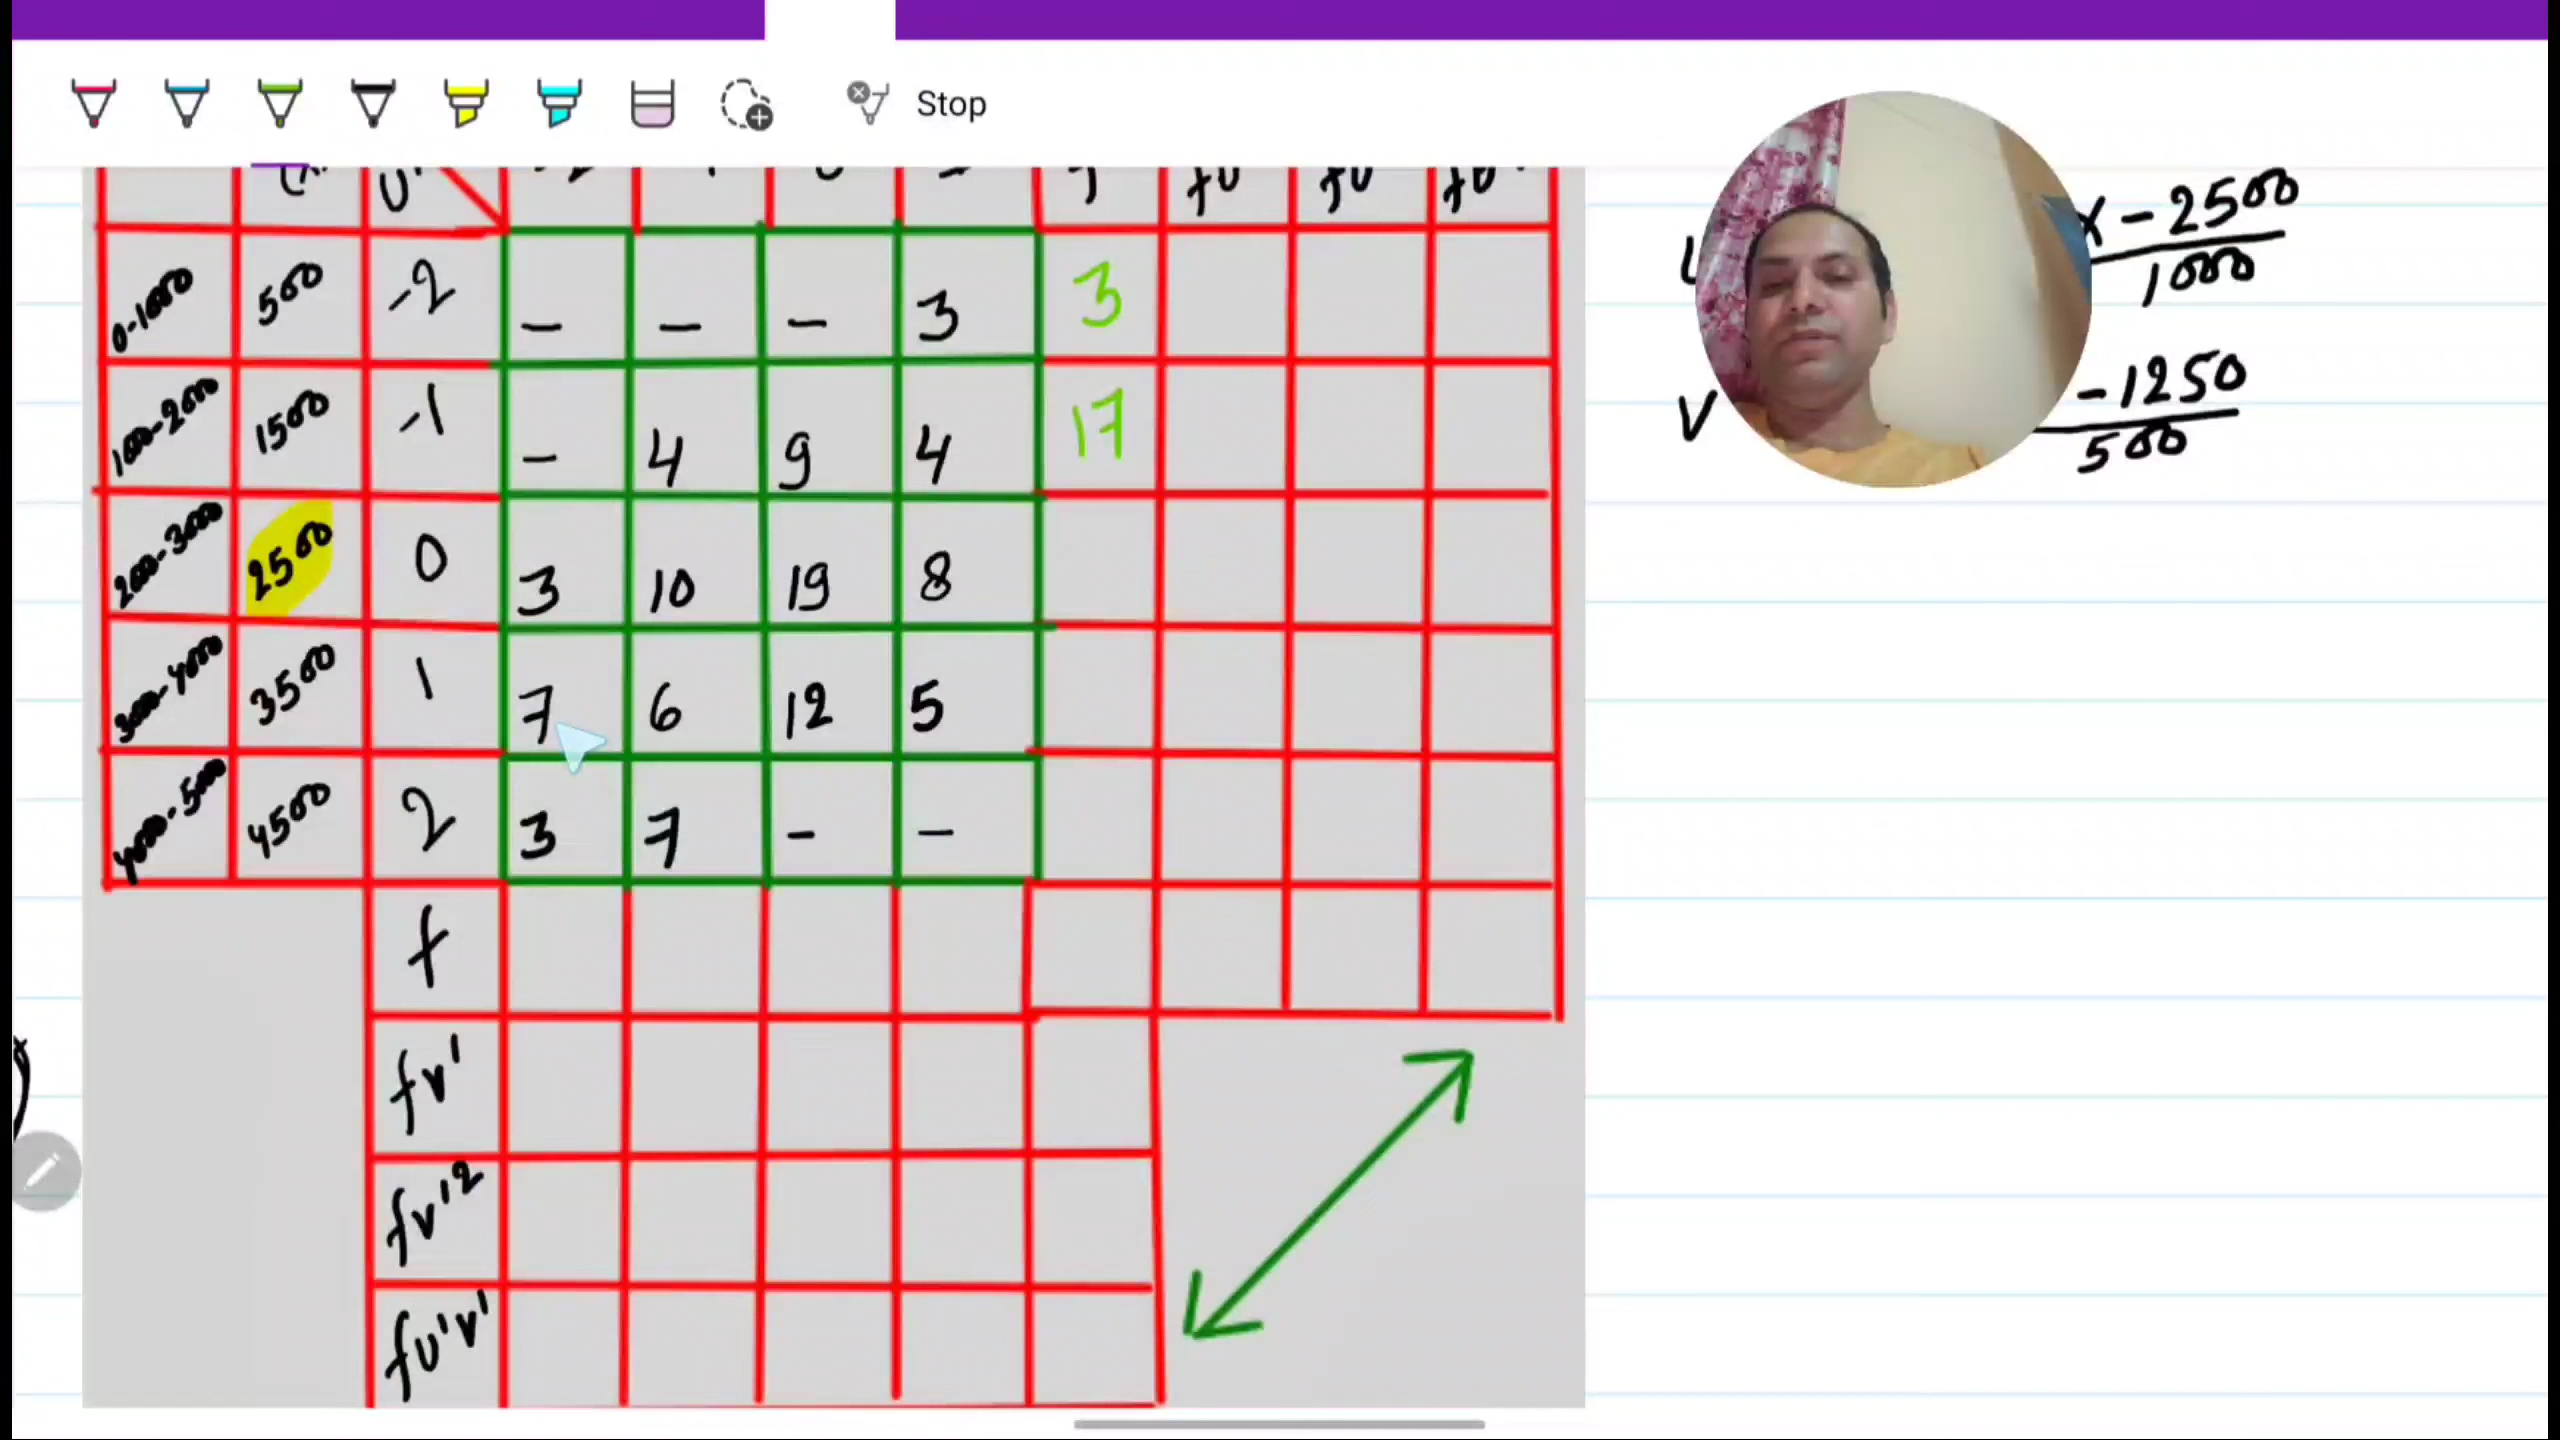 Stop
0-1000 500 -2 - - - 3 3
1000-2000 1500 -1 - 4 9 4 17
2000-3000 2500 0 3 10 19 8
3000-4000 3500 1 7 6 12 5
4000-5000 4500 2 3 7 - -
f
fv'
fv'2
fu'v'
x - 2500
1000
V
- 1250
500